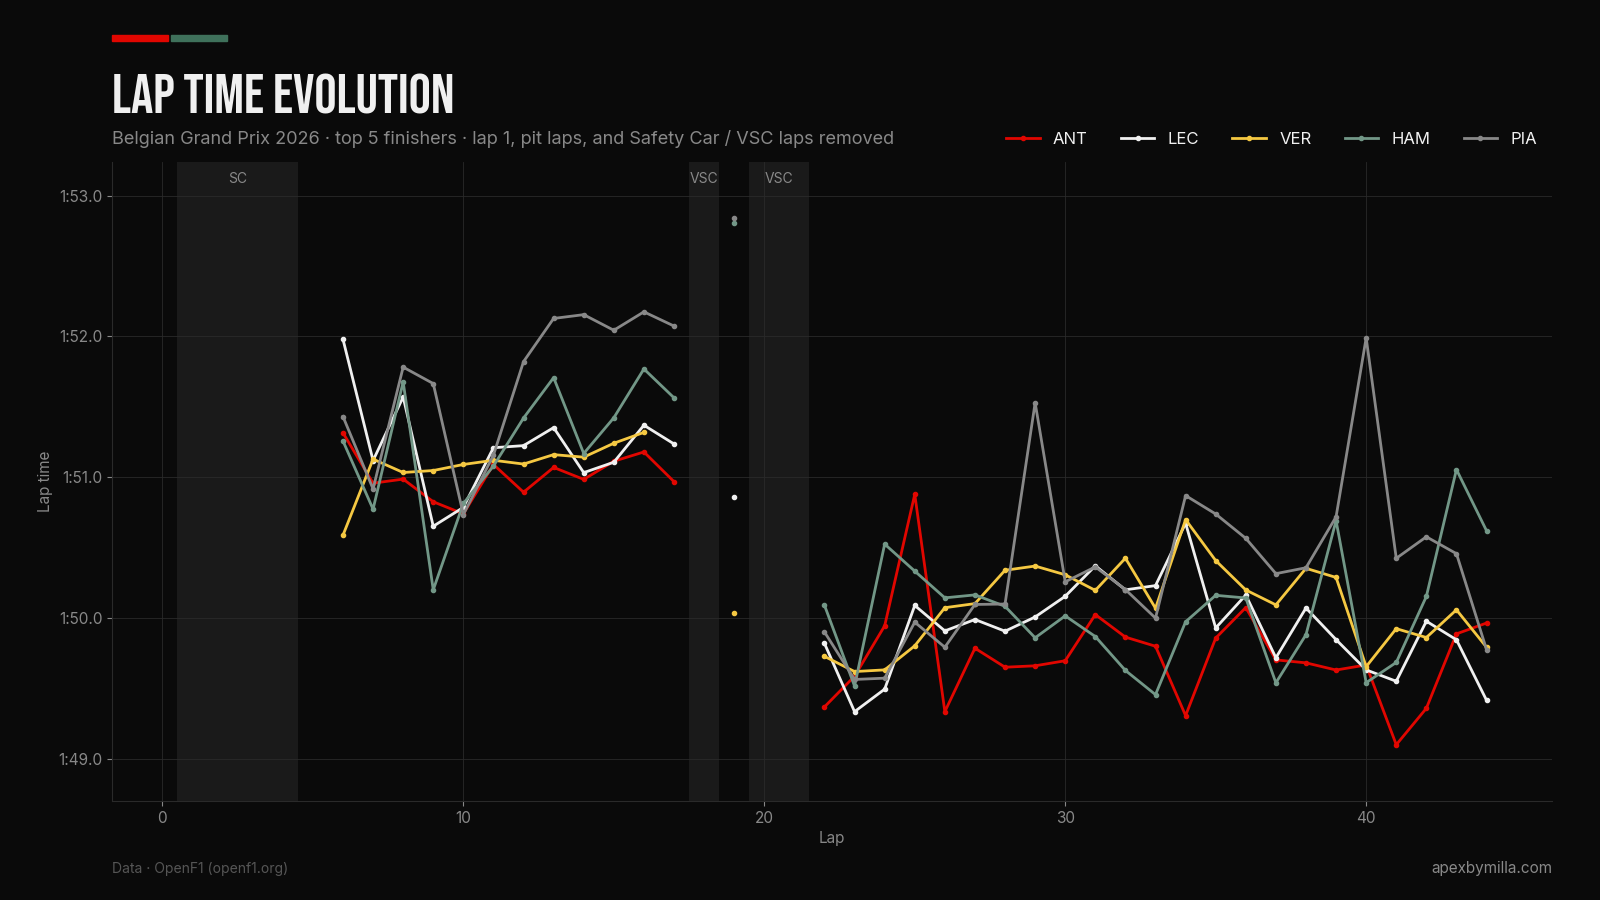 LAP TIME EVOLUTION
Belgian Grand Prix 2026 · top 5 finishers · lap 1, pit laps, and Safety Car / VSC laps removed
ANT LEC VER HAM PIA
SC VSC VSC
1:53.0
1:52.0
1:51.0
1:50.0
1:49.0
Lap time
0 10 20 30 40
Lap
Data · OpenF1 (openf1.org)
apexbymilla.com